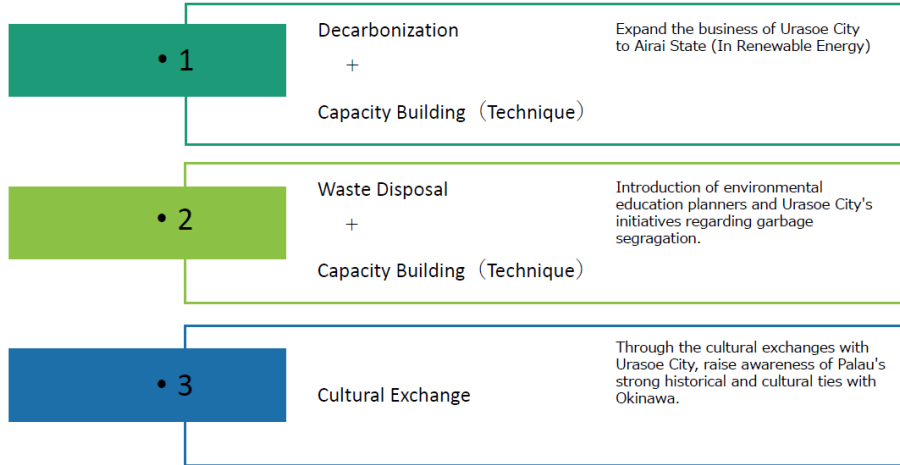 • 1
Decarbonization
+
Capacity Building（Technique）
Expand the business of Urasoe City
to Airai State (In Renewable Energy)
• 2
Waste Disposal
+
Capacity Building（Technique）
Introduction of environmental
education planners and Urasoe City's
initiatives regarding garbage
segragation.
• 3
Cultural Exchange
Through the cultural exchanges with
Urasoe City, raise awareness of Palau's
strong historical and cultural ties with
Okinawa.